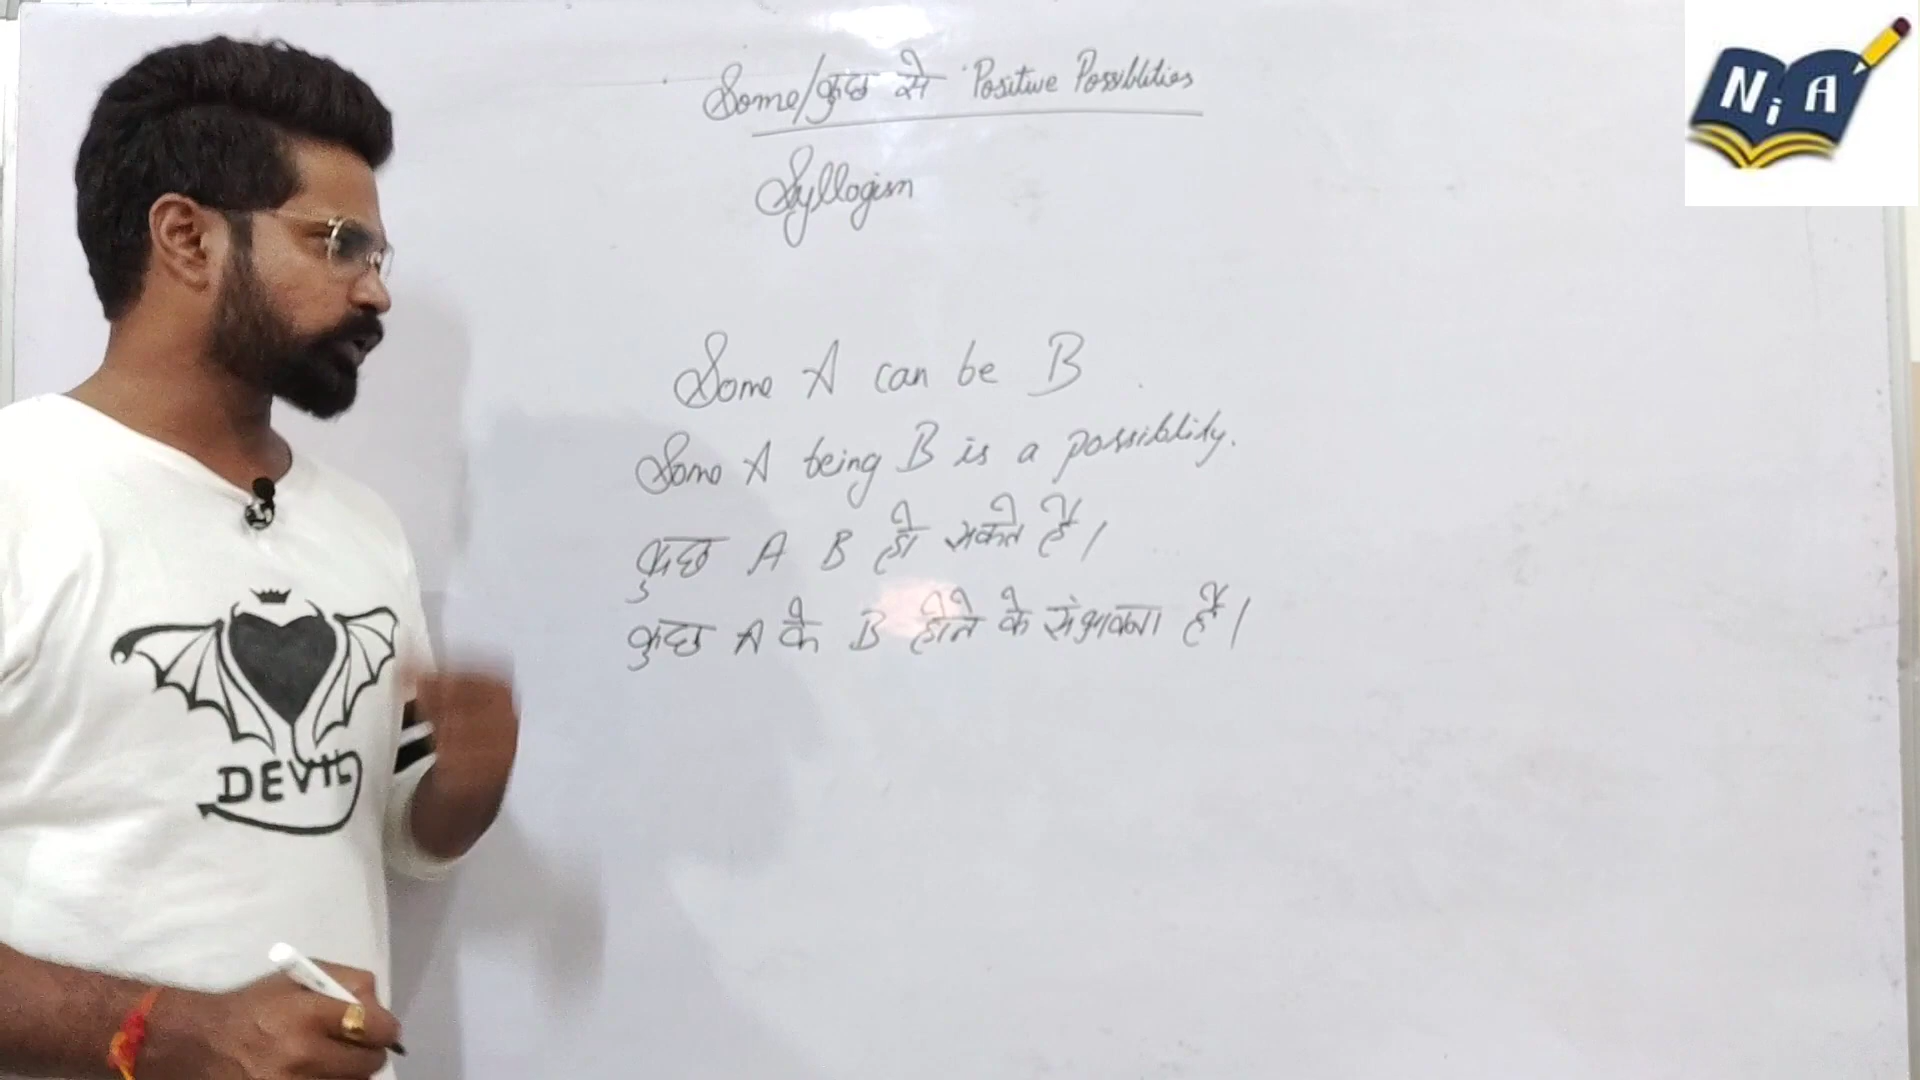 Some/कुछ से Positive Possiblities
Syllogism
Some A can be B
Some A being B is a possiblity.
कुछ A B हो सकते हैं।
कुछ A के B होने के संभावना हैं।
DEVIL
NiA